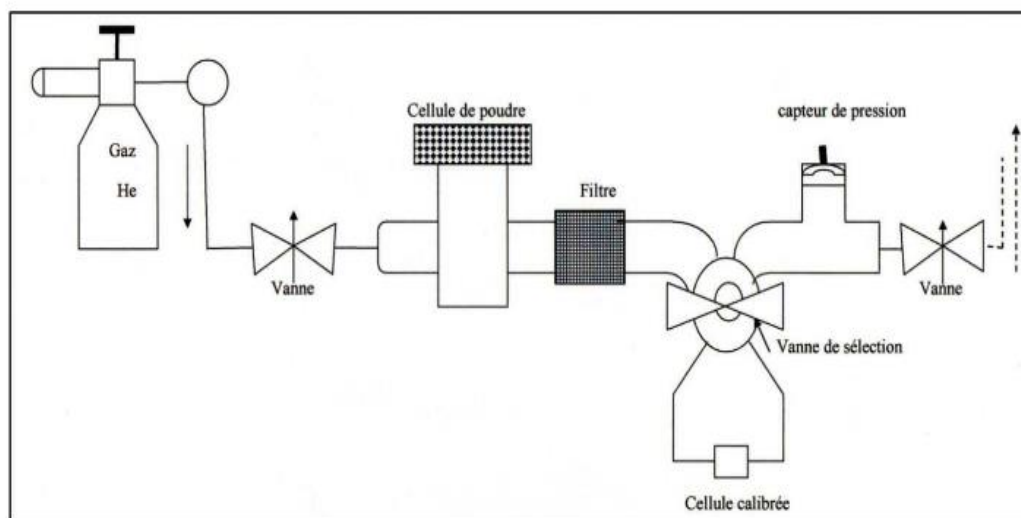 Cellule de poudre
capteur de pression
Gaz
He
Filtre
Vanne
Vanne
Vanne de sélection
Cellule calibrée